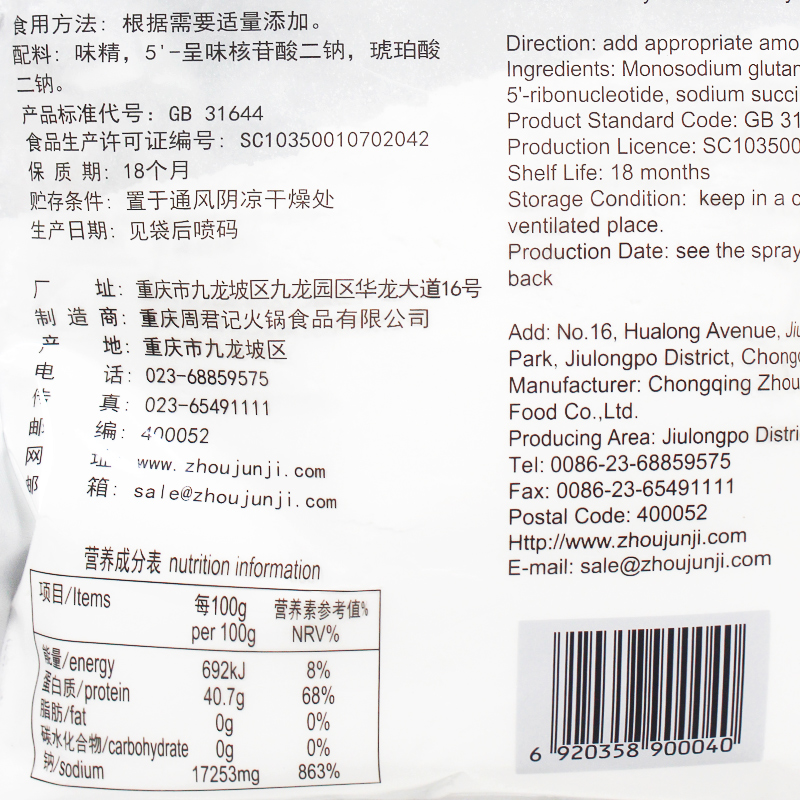 食用方法：根据需要适量添加。
配料：味精，5'-呈味核苷酸二钠，琥珀酸
二钠。
产品标准代号：GB 31644
食品生产许可证编号：SC10350010702042
保 质 期：18个月
贮存条件：置于通风阴凉干燥处
生产日期：见袋后喷码
厂 址：重庆市九龙坡区九龙园区华龙大道16号
制 造 商：重庆周君记火锅食品有限公司
产 地：重庆市九龙坡区
电 话：023-68859575
传 真：023-65491111
邮 编：400052
网 址 www.zhoujunji.com
邮 箱：sale@zhoujunji.com
Direction: add appropriate amo
Ingredients: Monosodium glutar
5'-ribonucleotide, sodium succi
Product Standard Code: GB 31
Production Licence: SC103500
Shelf Life: 18 months
Storage Condition: keep in a c
ventilated place.
Production Date: see the spray
back
Add: No.16, Hualong Avenue, Jiu
Park, Jiulongpo District, Chongq
Manufacturer: Chongqing Zhou
Food Co.,Ltd.
Producing Area: Jiulongpo Distri
Tel: 0086-23-68859575
Fax: 0086-23-65491111
Postal Code: 400052
Http://www.zhoujunji.com
E-mail: sale@zhoujunji.com
营养成分表 nutrition information
项目/Items 每100g per 100g 营养素参考值% NRV%
能量/energy 692kJ 8%
蛋白质/protein 40.7g 68%
脂肪/fat 0g 0%
碳水化合物/carbohydrate 0g 0%
钠/sodium 17253mg 863%
6 920358 900040